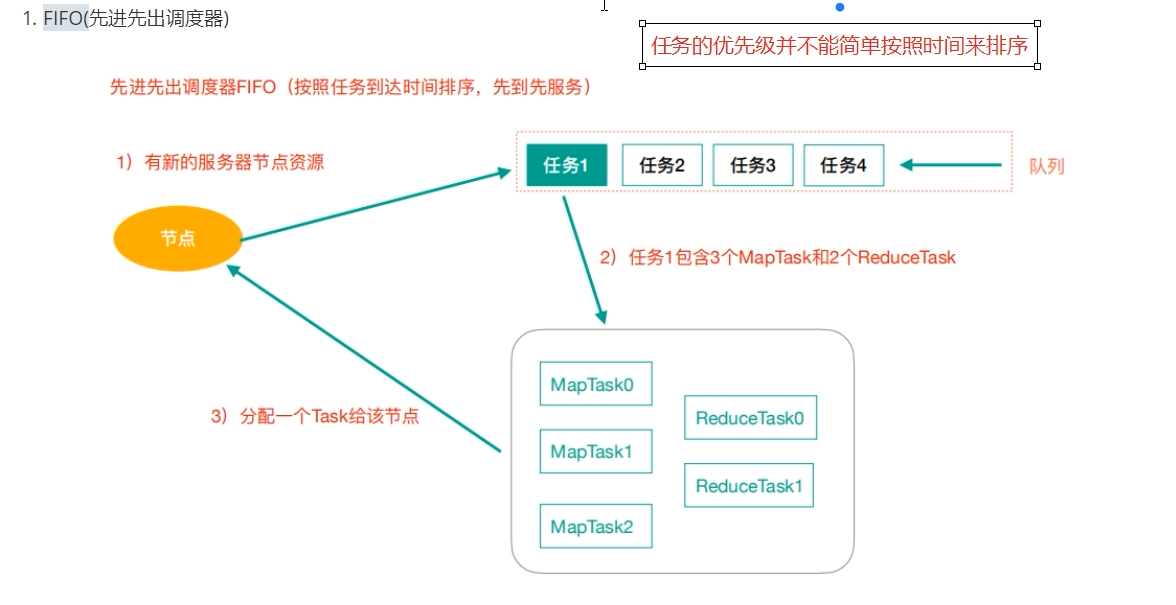 1. FIFO(先进先出调度器)
任务的优先级并不能简单按照时间来排序
先进先出调度器FIFO（按照任务到达时间排序，先到先服务）
1）有新的服务器节点资源
任务1
任务2
任务3
任务4
队列
节点
2）任务1包含3个MapTask和2个ReduceTask
MapTask0
ReduceTask0
3）分配一个Task给该节点
MapTask1
ReduceTask1
MapTask2